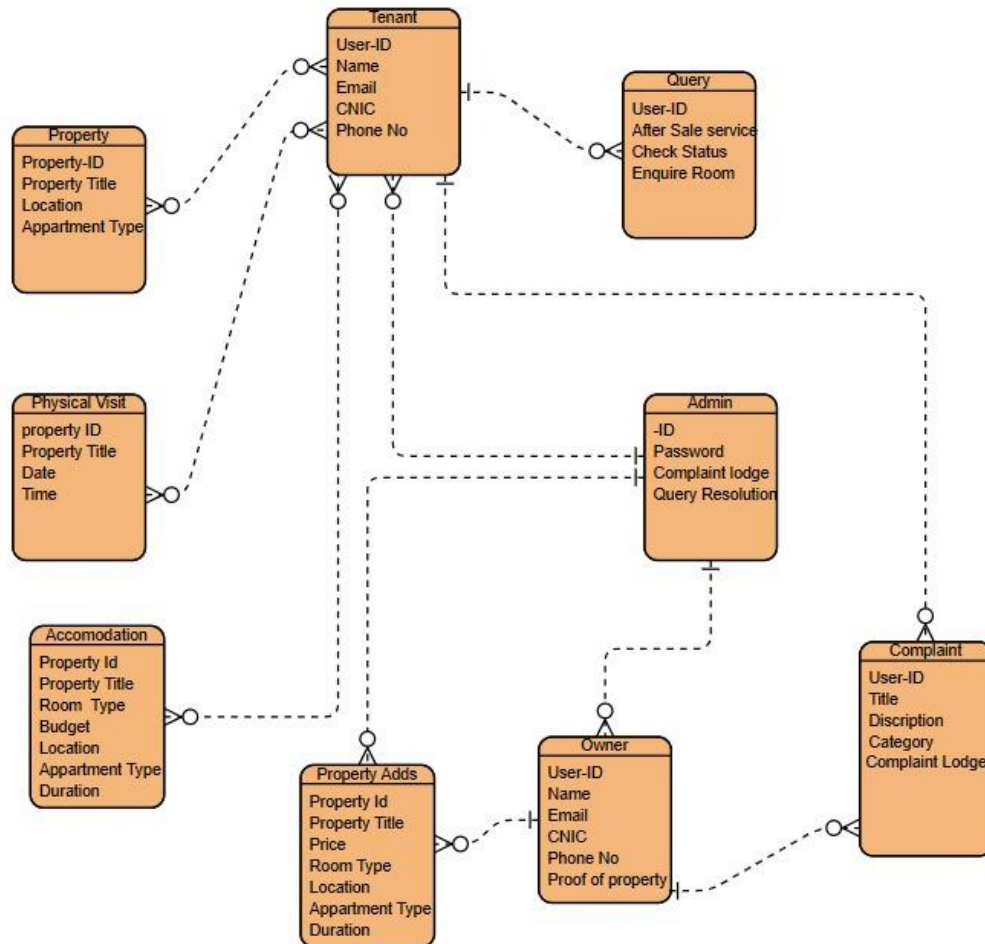 Tenant
User-ID
Name
Email
CNIC
Phone No
Query
User-ID
After Sale service
Check Status
Enquire Room
Property
Property-ID
Property Title
Location
Appartment Type
Physical Visit
property ID
Property Title
Date
Time
Admin
-ID
Password
Complaint lodge
Query Resolution
Accomodation
Property Id
Property Title
Room Type
Budget
Location
Appartment Type
Duration
Property Adds
Property Id
Property Title
Price
Room Type
Location
Appartment Type
Duration
Owner
User-ID
Name
Email
CNIC
Phone No
Proof of property
Complaint
User-ID
Title
Discription
Category
Complaint Lodge